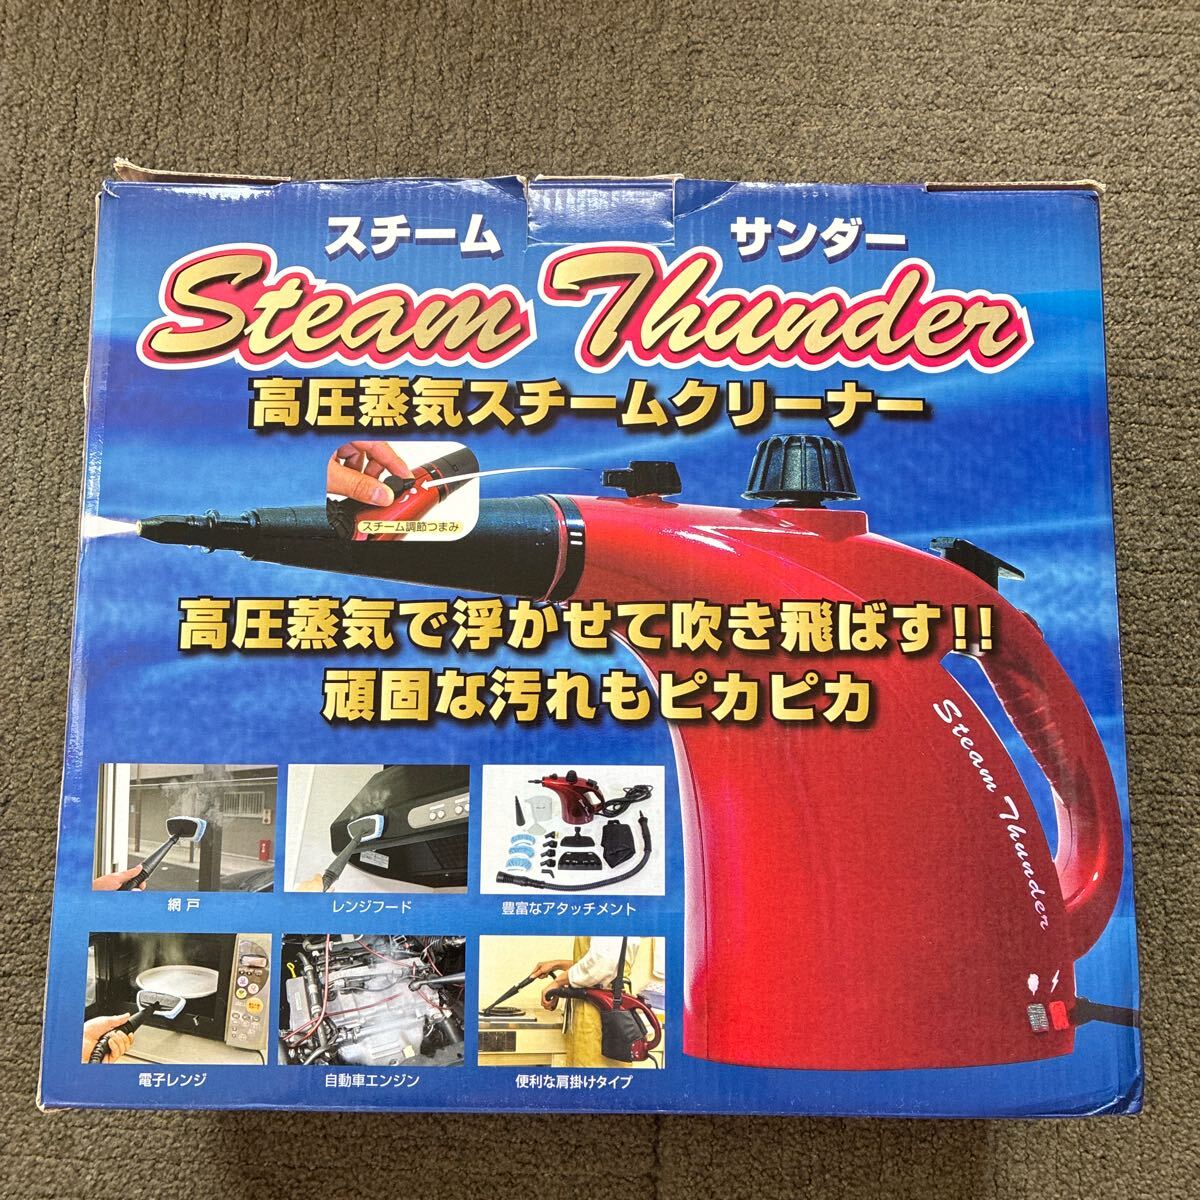 スチーム サンダー
Steam Thunder
高圧蒸気スチームクリーナー
スチーム調節つまみ
高圧蒸気で浮かせて吹き飛ばす!!
頑固な汚れもピカピカ
Steam Thunder
網戸
レンジフード
豊富なアタッチメント
電子レンジ
自動車エンジン
便利な肩掛けタイプ